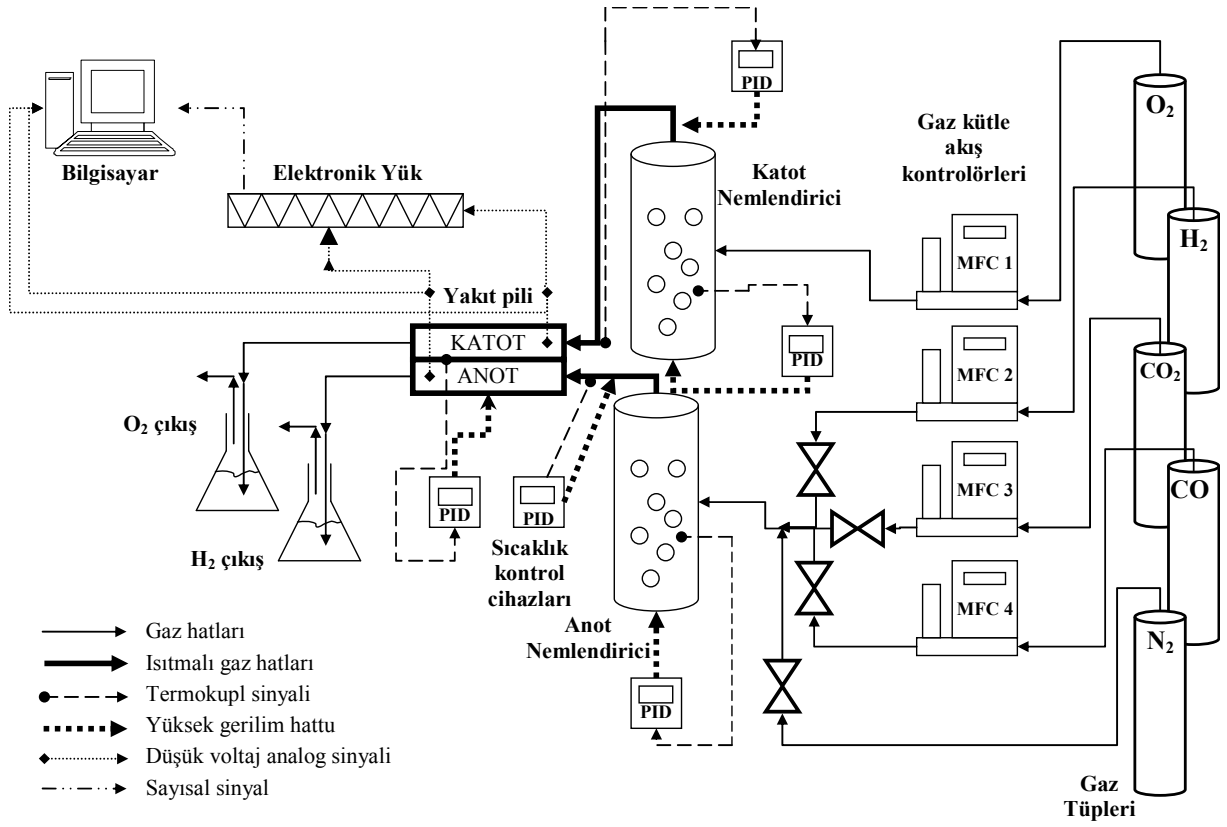 PID
O2
Gaz kütle
akış
kontrolörleri
Bilgisayar
Elektronik Yük
Katot
Nemlendirici
H2
MFC 1
Yakıt pili
KATOT
PID
MFC 2
CO2
ANOT
O2 çıkış
MFC 3
CO
PID
PID
H2 çıkış
Sıcaklık
kontrol
cihazları
MFC 4
Anot
Nemlendirici
N2
PID
Gaz hatları
Isıtmalı gaz hatları
Termokupl sinyali
Yüksek gerilim hattu
Düşük voltaj analog sinyali
Sayısal sinyal
Gaz
Tüpleri